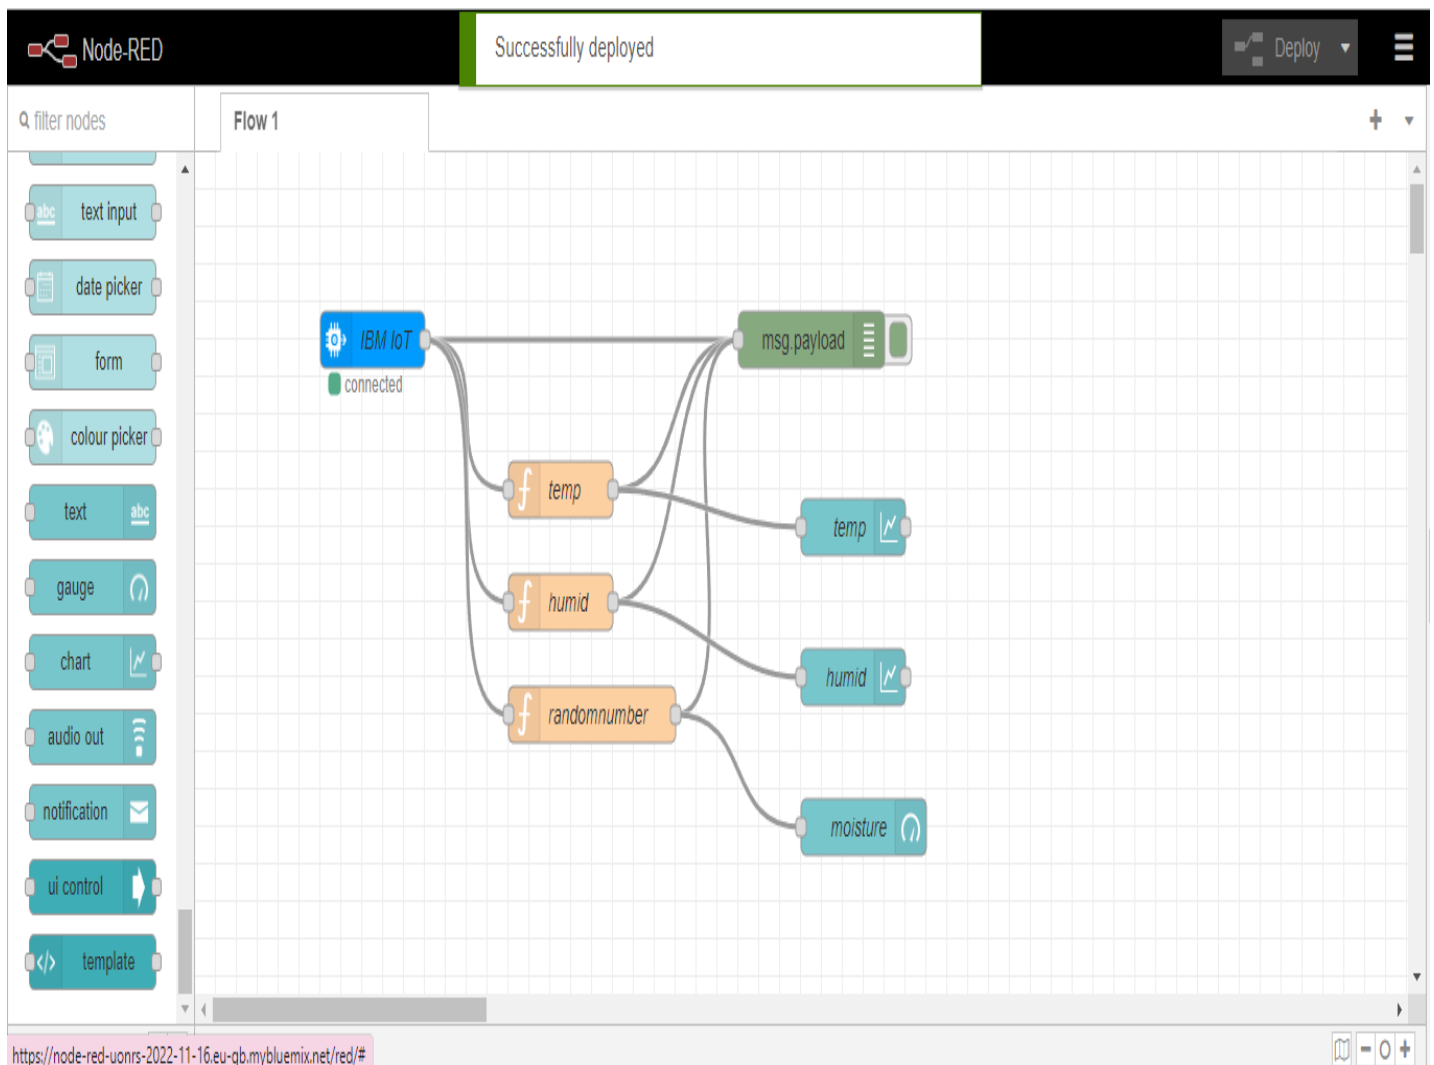 Node-RED
Successfully deployed
Deploy
filter nodes
Flow 1
abc text input
date picker
form
colour picker
text abc
gauge
chart
audio out
notification
ui control
</> template
IBM IoT
connected
msg.payload
temp
temp
humid
humid
randomnumber
moisture
https://node-red-uonrs-2022-11-16.eu-gb.mybluemix.net/red/#